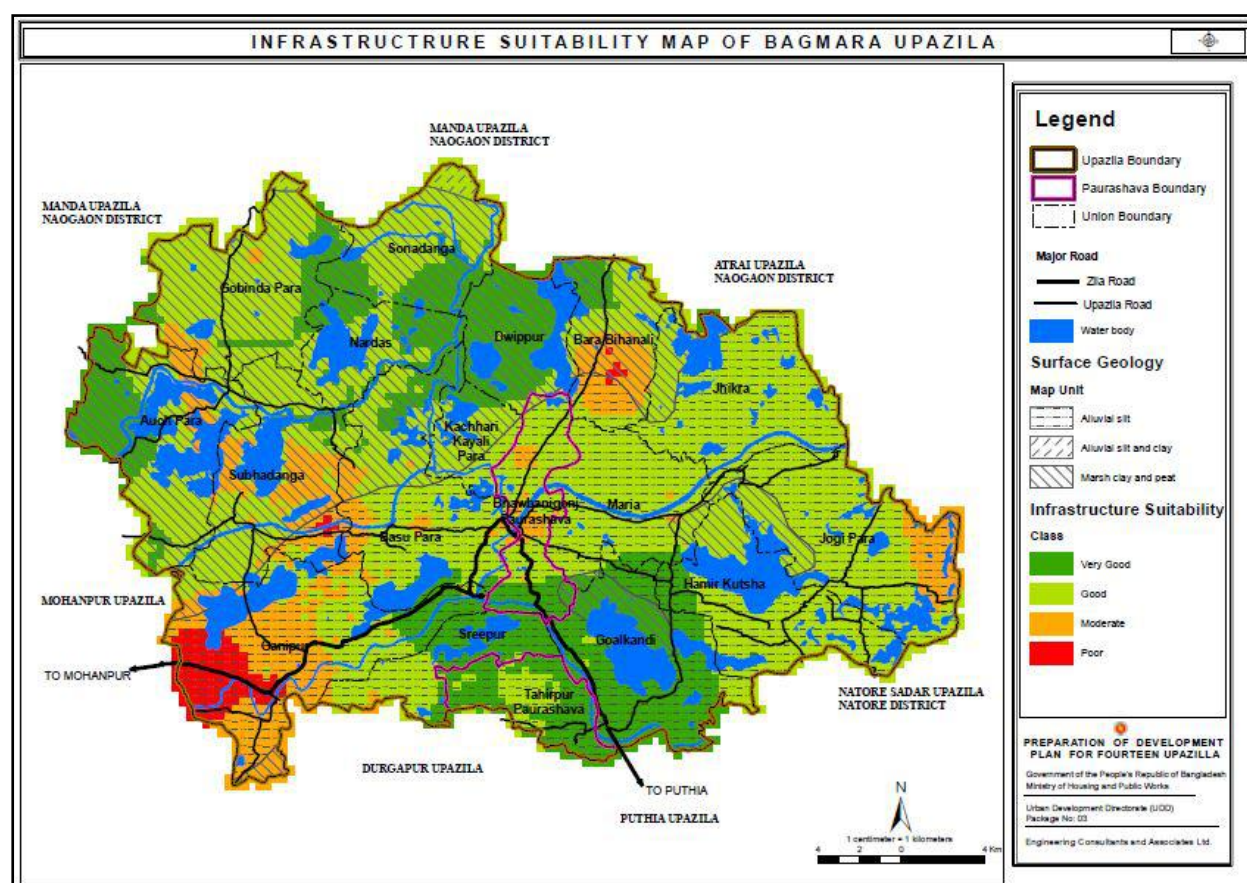 INFRASTRUCTRURE SUITABILITY MAP OF BAGMARA UPAZILA
MANDA UPAZILA
NAOGAON DISTRICT
MANDA UPAZILA
NAOGAON DISTRICT
ATRAI UPAZILA
NAOGAON DISTRICT
Sonadanga
Gobinda Para
Nardas
Dwippur
Bara Bihanali
Jhikra
Auch Para
Kachhari
Kayali
Para
Subhadanga
Bhawhaniganj
Paurashava
Maria
Basu Para
Jogi Para
Hamir Kutsha
MOHANPUR UPAZILA
Ganipur
Sreepur
Goalkandi
TO MOHANPUR
Tahirpur
Paurashava
NATORE SADAR UPAZILA
NATORE DISTRICT
DURGAPUR UPAZILA
TO PUTHIA
PUTHIA UPAZILA
N
1 centimeter = 1 kilometers
4 2 0 4 Km
Legend
Upazila Boundary
Paurashava Boundary
Union Boundary
Major Road
Zila Road
Upazila Road
Water body
Surface Geology
Map Unit
Alluvial silt
Alluvial silt and clay
Marsh clay and peat
Infrastructure Suitability
Class
Very Good
Good
Moderate
Poor
PREPARATION OF DEVELOPMENT
PLAN FOR FOURTEEN UPAZILLA
Government of the People's Republic of Bangladesh
Ministry of Housing and Public Works
Urban Development Directorate (UDD)
Package No: 03
Engineering Consultants and Associates Ltd.